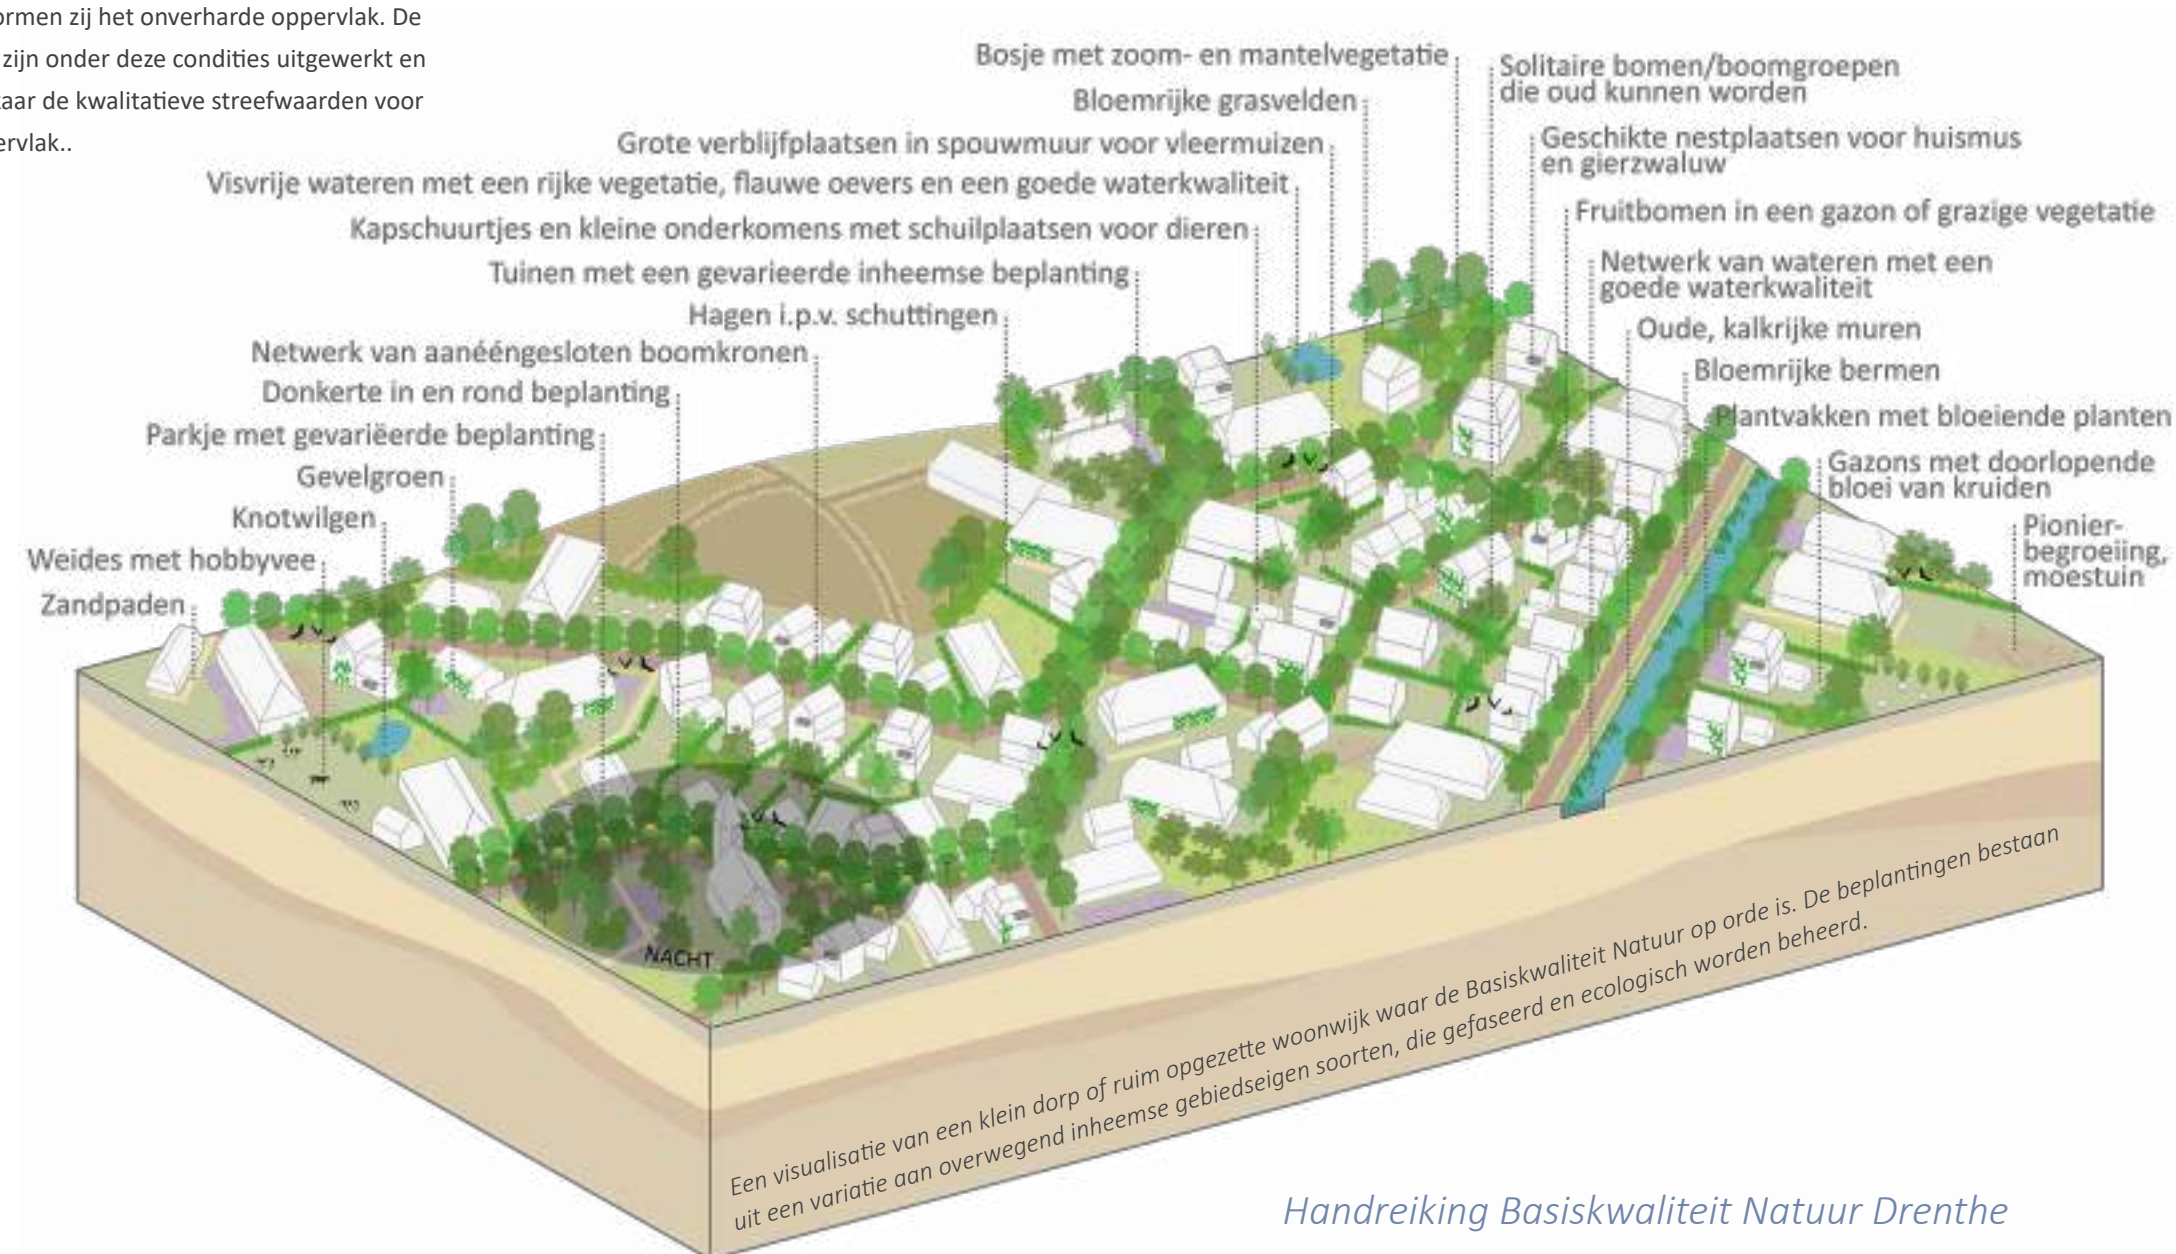 ormen zij het onverharde oppervlak. De
zijn onder deze condities uitgewerkt en
aar de kwalitatieve streefwaarden voor
ervlak..
Bosje met zoom- en mantelvegetatie
Bloemrijke grasvelden
Grote verblijfplaatsen in spouwmuur voor vleermuizen
Visvrije wateren met een rijke vegetatie, flauwe oevers en een goede waterkwaliteit
Kapschuurtjes en kleine onderkomens met schuilplaatsen voor dieren
Tuinen met een gevarieerde inheemse beplanting
Hagen i.p.v. schuttingen
Netwerk van aanééngesloten boomkronen
Donkerte in en rond beplanting
Parkje met gevariëerde beplanting
Gevelgroen
Knotwilgen
Weides met hobbyvee
Zandpaden
Solitaire bomen/boomgroepen
die oud kunnen worden
Geschikte nestplaatsen voor huismus
en gierzwaluw
Fruitbomen in een gazon of grazige vegetatie
Netwerk van wateren met een
goede waterkwaliteit
Oude, kalkrijke muren
Bloemrijke bermen
Plantvakken met bloeiende planten
Gazons met doorlopende
bloei van kruiden
Pionier-
begroeiing,
moestuin
NACHT
Een visualisatie van een klein dorp of ruim opgezette woonwijk waar de Basiskwaliteit Natuur op orde is. De beplantingen bestaan
uit een variatie aan overwegend inheemse gebiedseigen soorten, die gefaseerd en ecologisch worden beheerd.
Handreiking Basiskwaliteit Natuur Drenthe